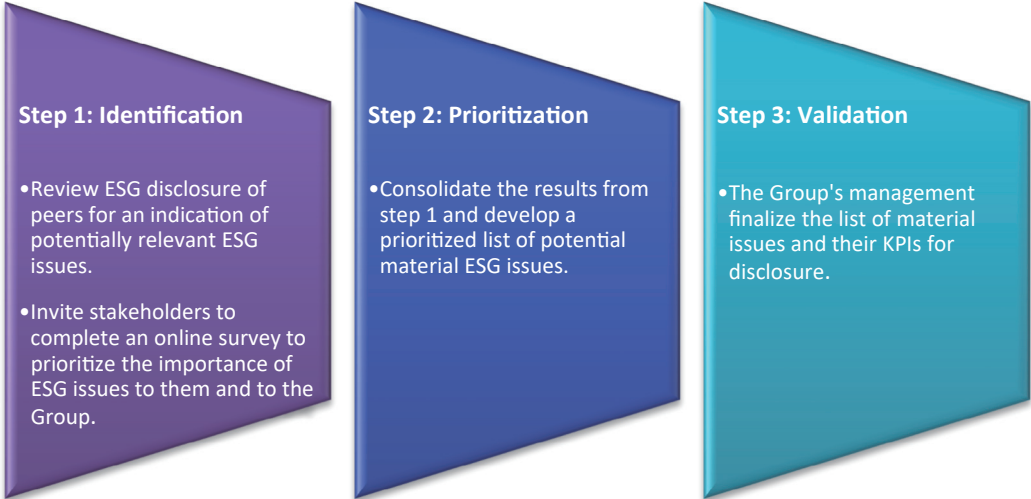 Step 1: Identification
•Review ESG disclosure of
peers for an indication of
potentially relevant ESG
issues.
•Invite stakeholders to
complete an online survey to
prioritize the importance of
ESG issues to them and to the
Group.
Step 2: Prioritization
•Consolidate the results from
step 1 and develop a
prioritized list of potential
material ESG issues.
Step 3: Validation
•The Group's management
finalize the list of material
issues and their KPIs for
disclosure.